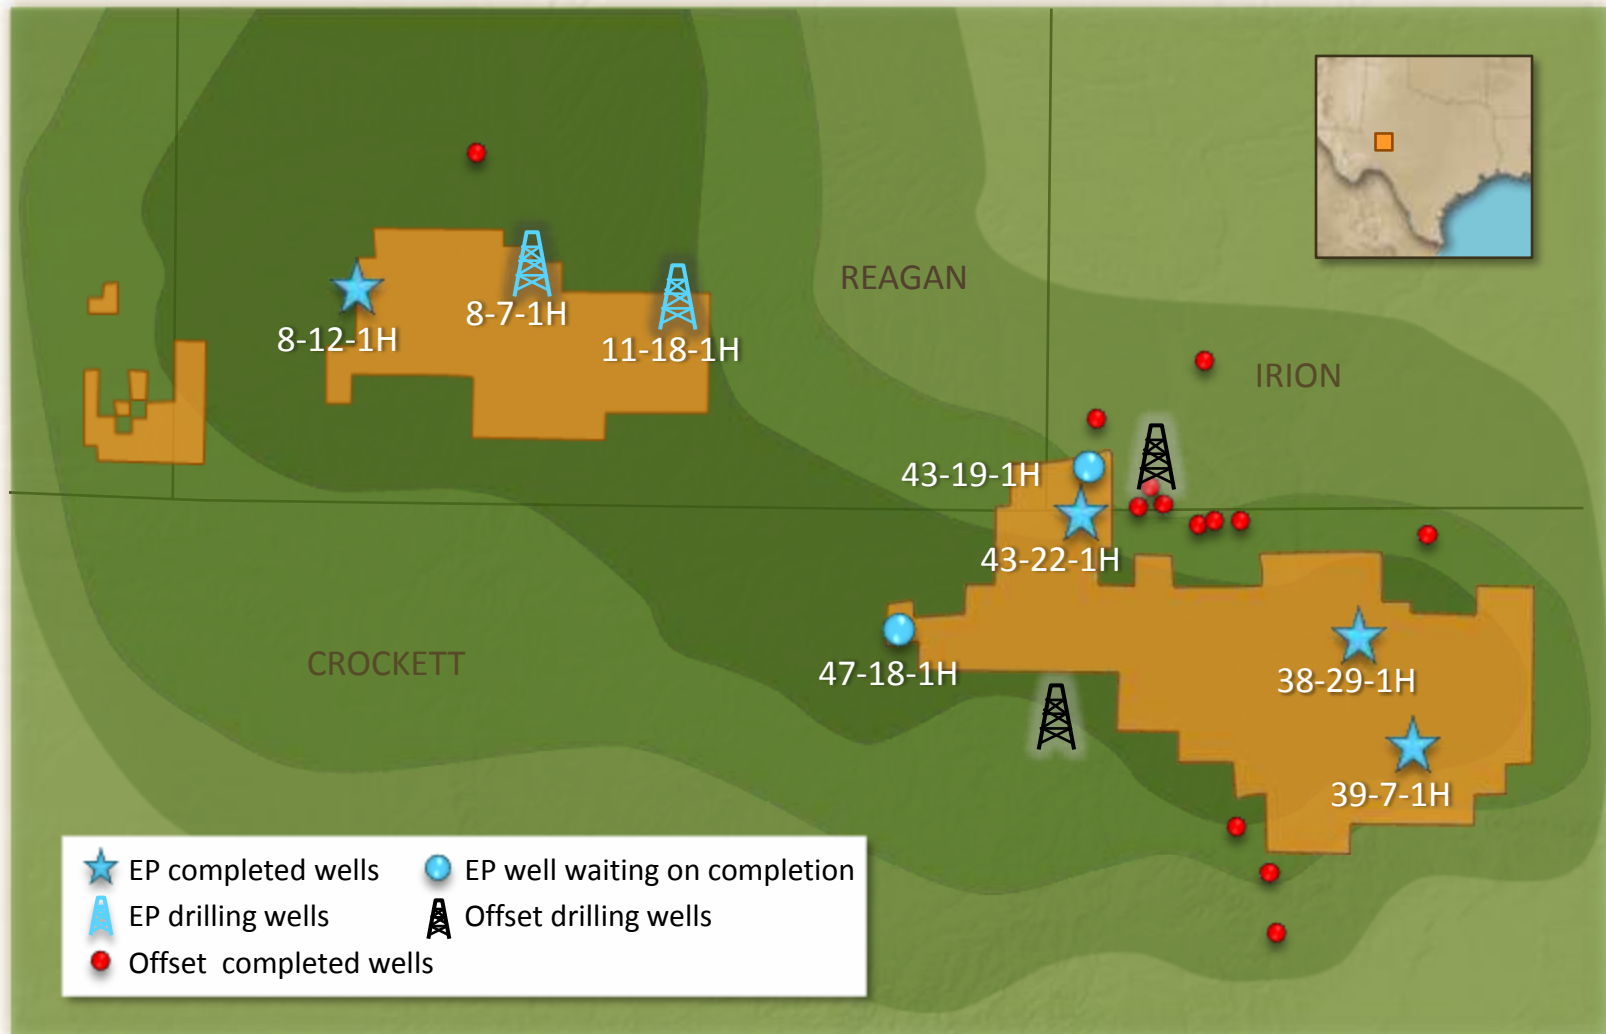 REAGAN
8-7-1H
8-12-1H
11-18-1H
IRION
43-19-1H
43-22-1H
CROCKETT
47-18-1H
38-29-1H
39-7-1H
EP completed wells
EP well waiting on completion
EP drilling wells
Offset drilling wells
Offset  completed wells